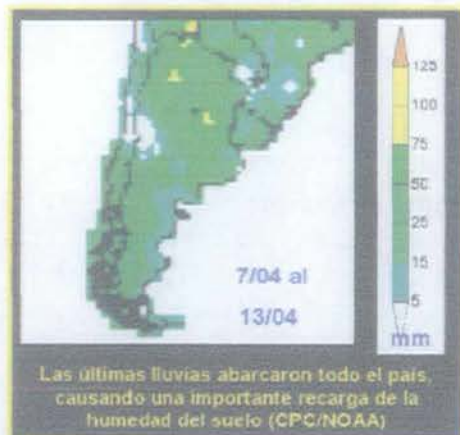 7/04 al
13/04
125
100
75
50
25
15
5
mm
Las últimas lluvias abarcaron todo el país,
causando una importante recarga de la
humedad del suelo (CPC/NOAA)